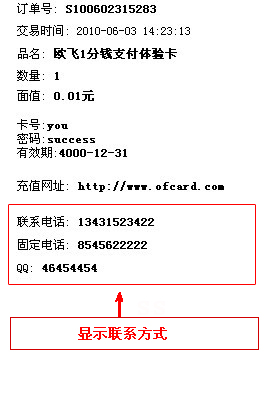 订单号: S100602315283
交易时间: 2010-06-03 14:23:13
品名: 欧飞1分钱支付体验卡
数量: 1
面值: 0.01元
卡号:you
密码:success
有效期:4000-12-31
充值网址: http://www.ofcard.com
联系电话: 13431523422
固定电话: 8545622222
QQ: 46454454
显示联系方式